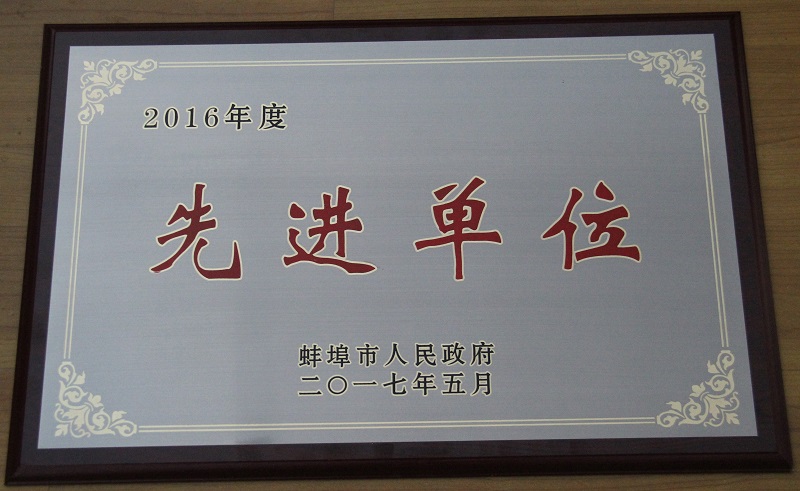 2016年度
先进单位
蚌埠市人民政府
二〇一七年五月